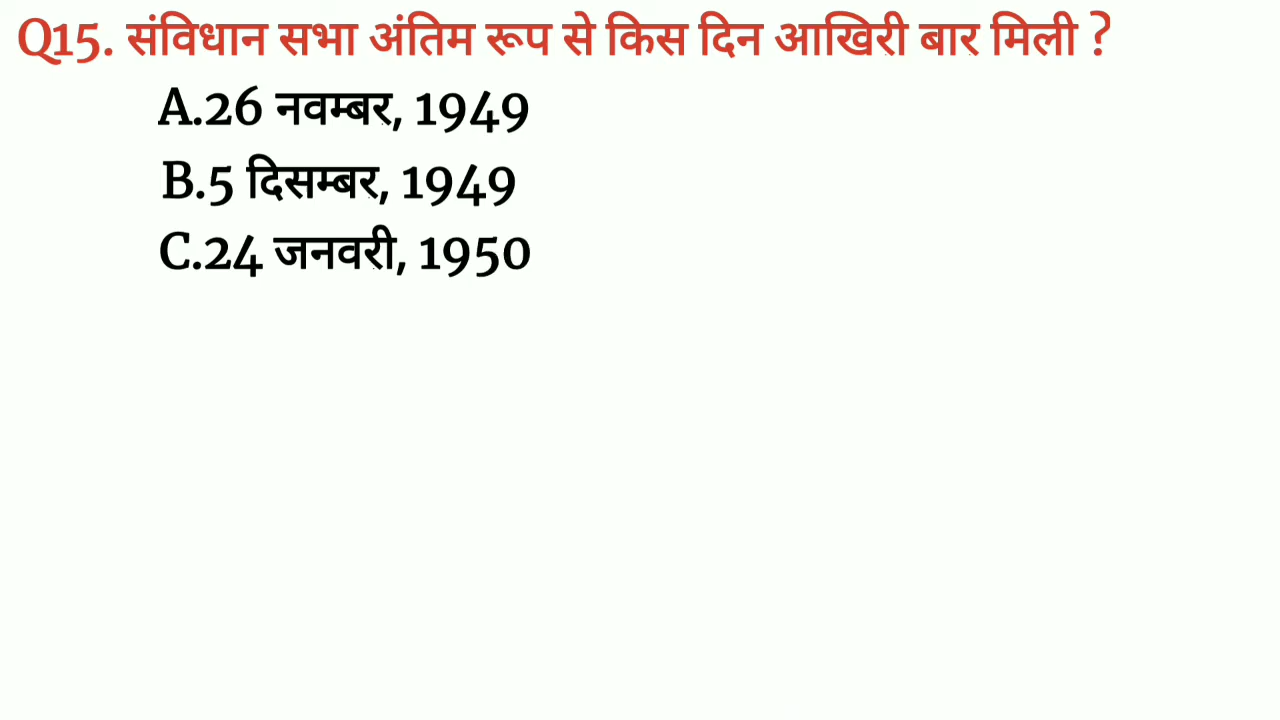 Q15. संविधान सभा अंतिम रूप से किस दिन आखिरी बार मिली ?
A.26 नवम्बर, 1949
B.5 दिसम्बर, 1949
C.24 जनवरी, 1950